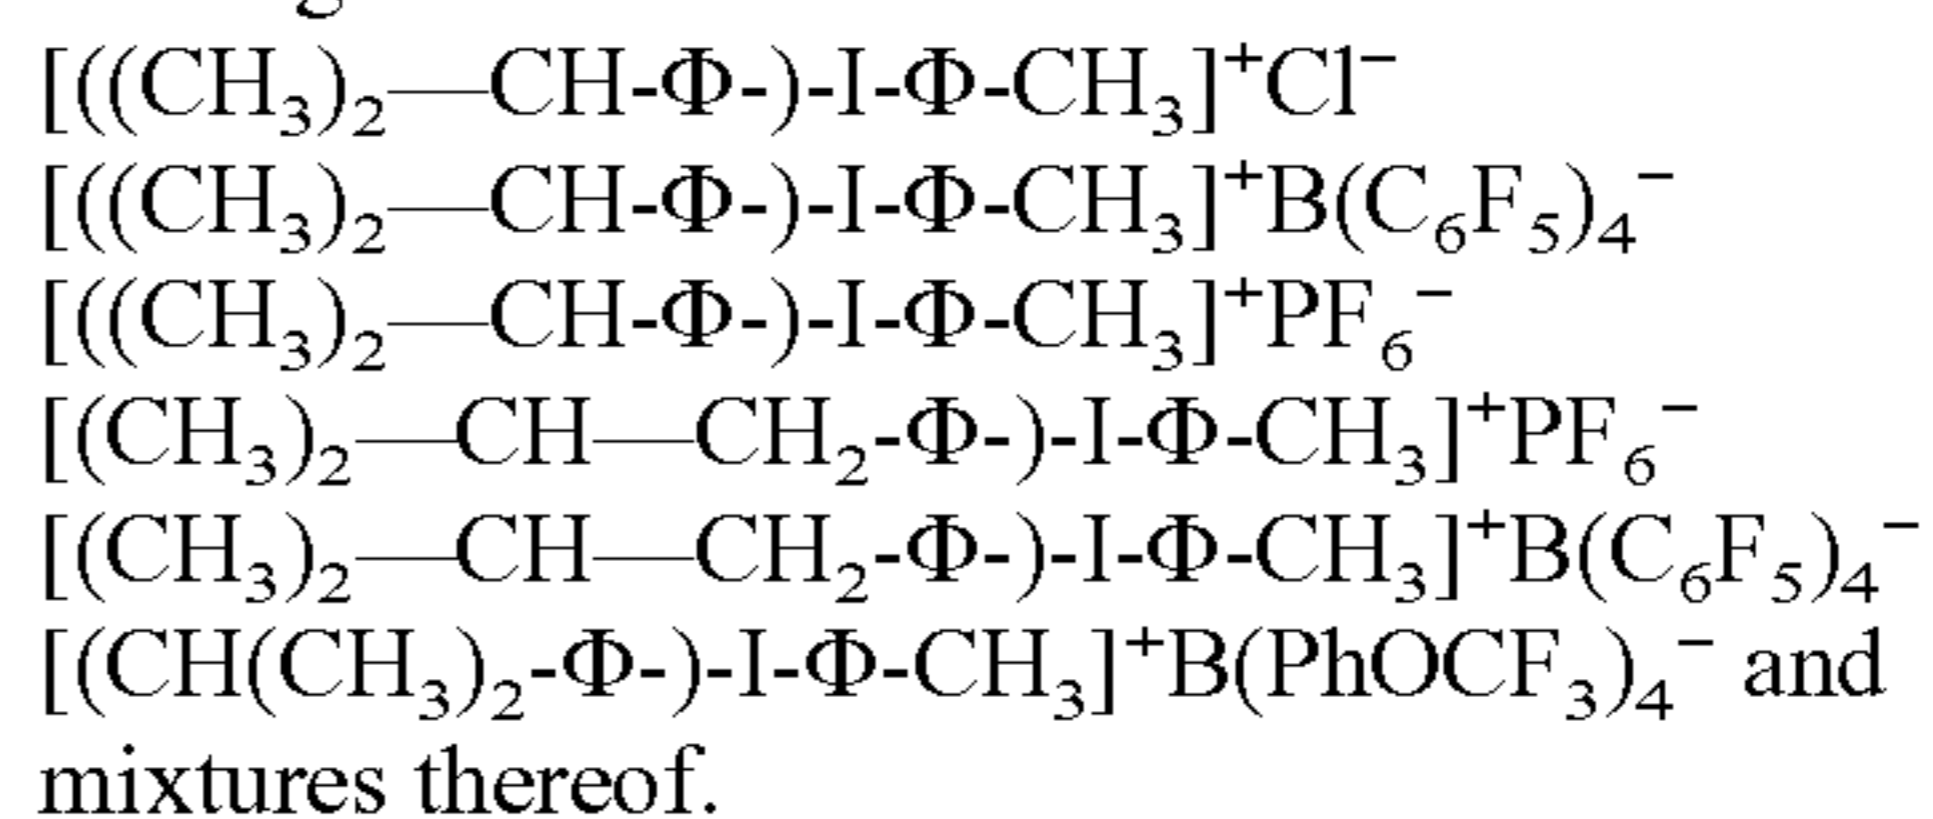 [((CH₃)₂—CH-Φ-)-I-Φ-CH₃]⁺Cl⁻
[((CH₃)₂—CH-Φ-)-I-Φ-CH₃]⁺B(C₆F₅)₄⁻
[((CH₃)₂—CH-Φ-)-I-Φ-CH₃]⁺PF₆⁻
[(CH₃)₂—CH—CH₂-Φ-)-I-Φ-CH₃]⁺PF₆⁻
[(CH₃)₂—CH—CH₂-Φ-)-I-Φ-CH₃]⁺B(C₆F₅)₄⁻
[(CH(CH₃)₂-Φ-)-I-Φ-CH₃]⁺B(PhOCF₃)₄⁻ and
mixtures thereof.